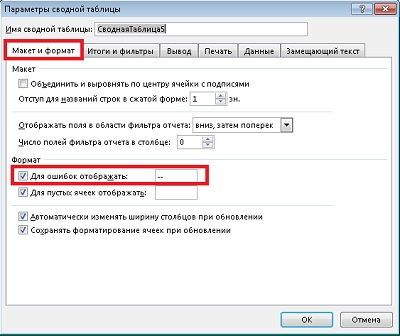 Параметры сводной таблицы
Имя сводной таблицы: СводнаяТаблица5
Макет и формат Итоги и фильтры Вывод Печать Данные Замещающий текст
Макет
Объединить и выровнять по центру ячейки с подписями
Отступ для названий строк в сжатой форме: 1 зн.
Отображать поля в области фильтра отчета: вниз, затем поперек
Число полей фильтра отчета в столбце: 0
Формат
Для ошибок отображать: --
Для пустых ячеек отображать:
Автоматически изменять ширину столбцов при обновлении
Сохранять форматирование ячеек при обновлении
ОК Отмена